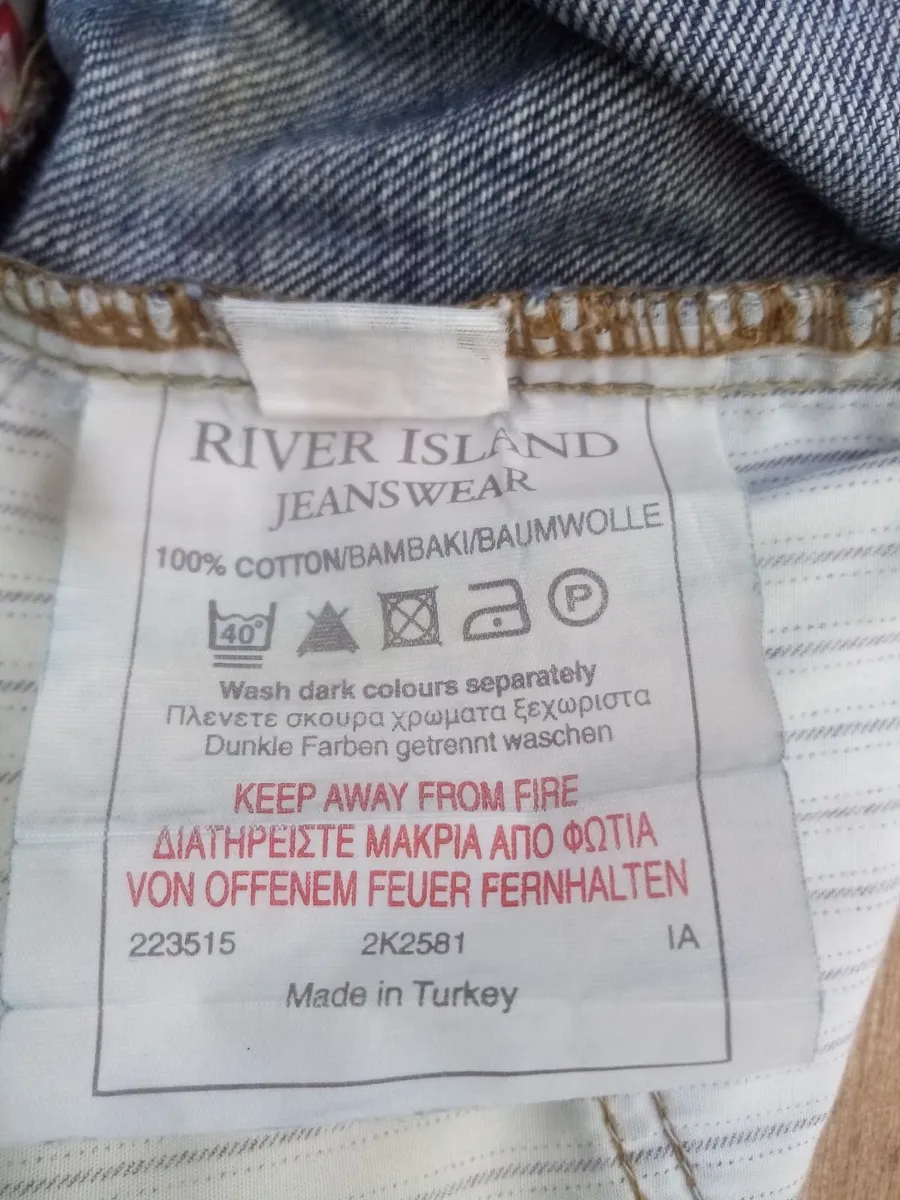 RIVER ISLAND
JEANSWEAR
100% COTTON/BAMBAKI/BAUMWOLLE
40°
P
Wash dark colours separately
Πλενετε σκουρα χρωματα ξεχωριστα
Dunkle Farben getrennt waschen
KEEP AWAY FROM FIRE
ΔΙΑΤΗΡΕΙΣΤΕ ΜΑΚΡΙΑ ΑΠΟ ΦΩΤΙΑ
VON OFFENEM FEUER FERNHALTEN
223515 2K2581 IA
Made in Turkey